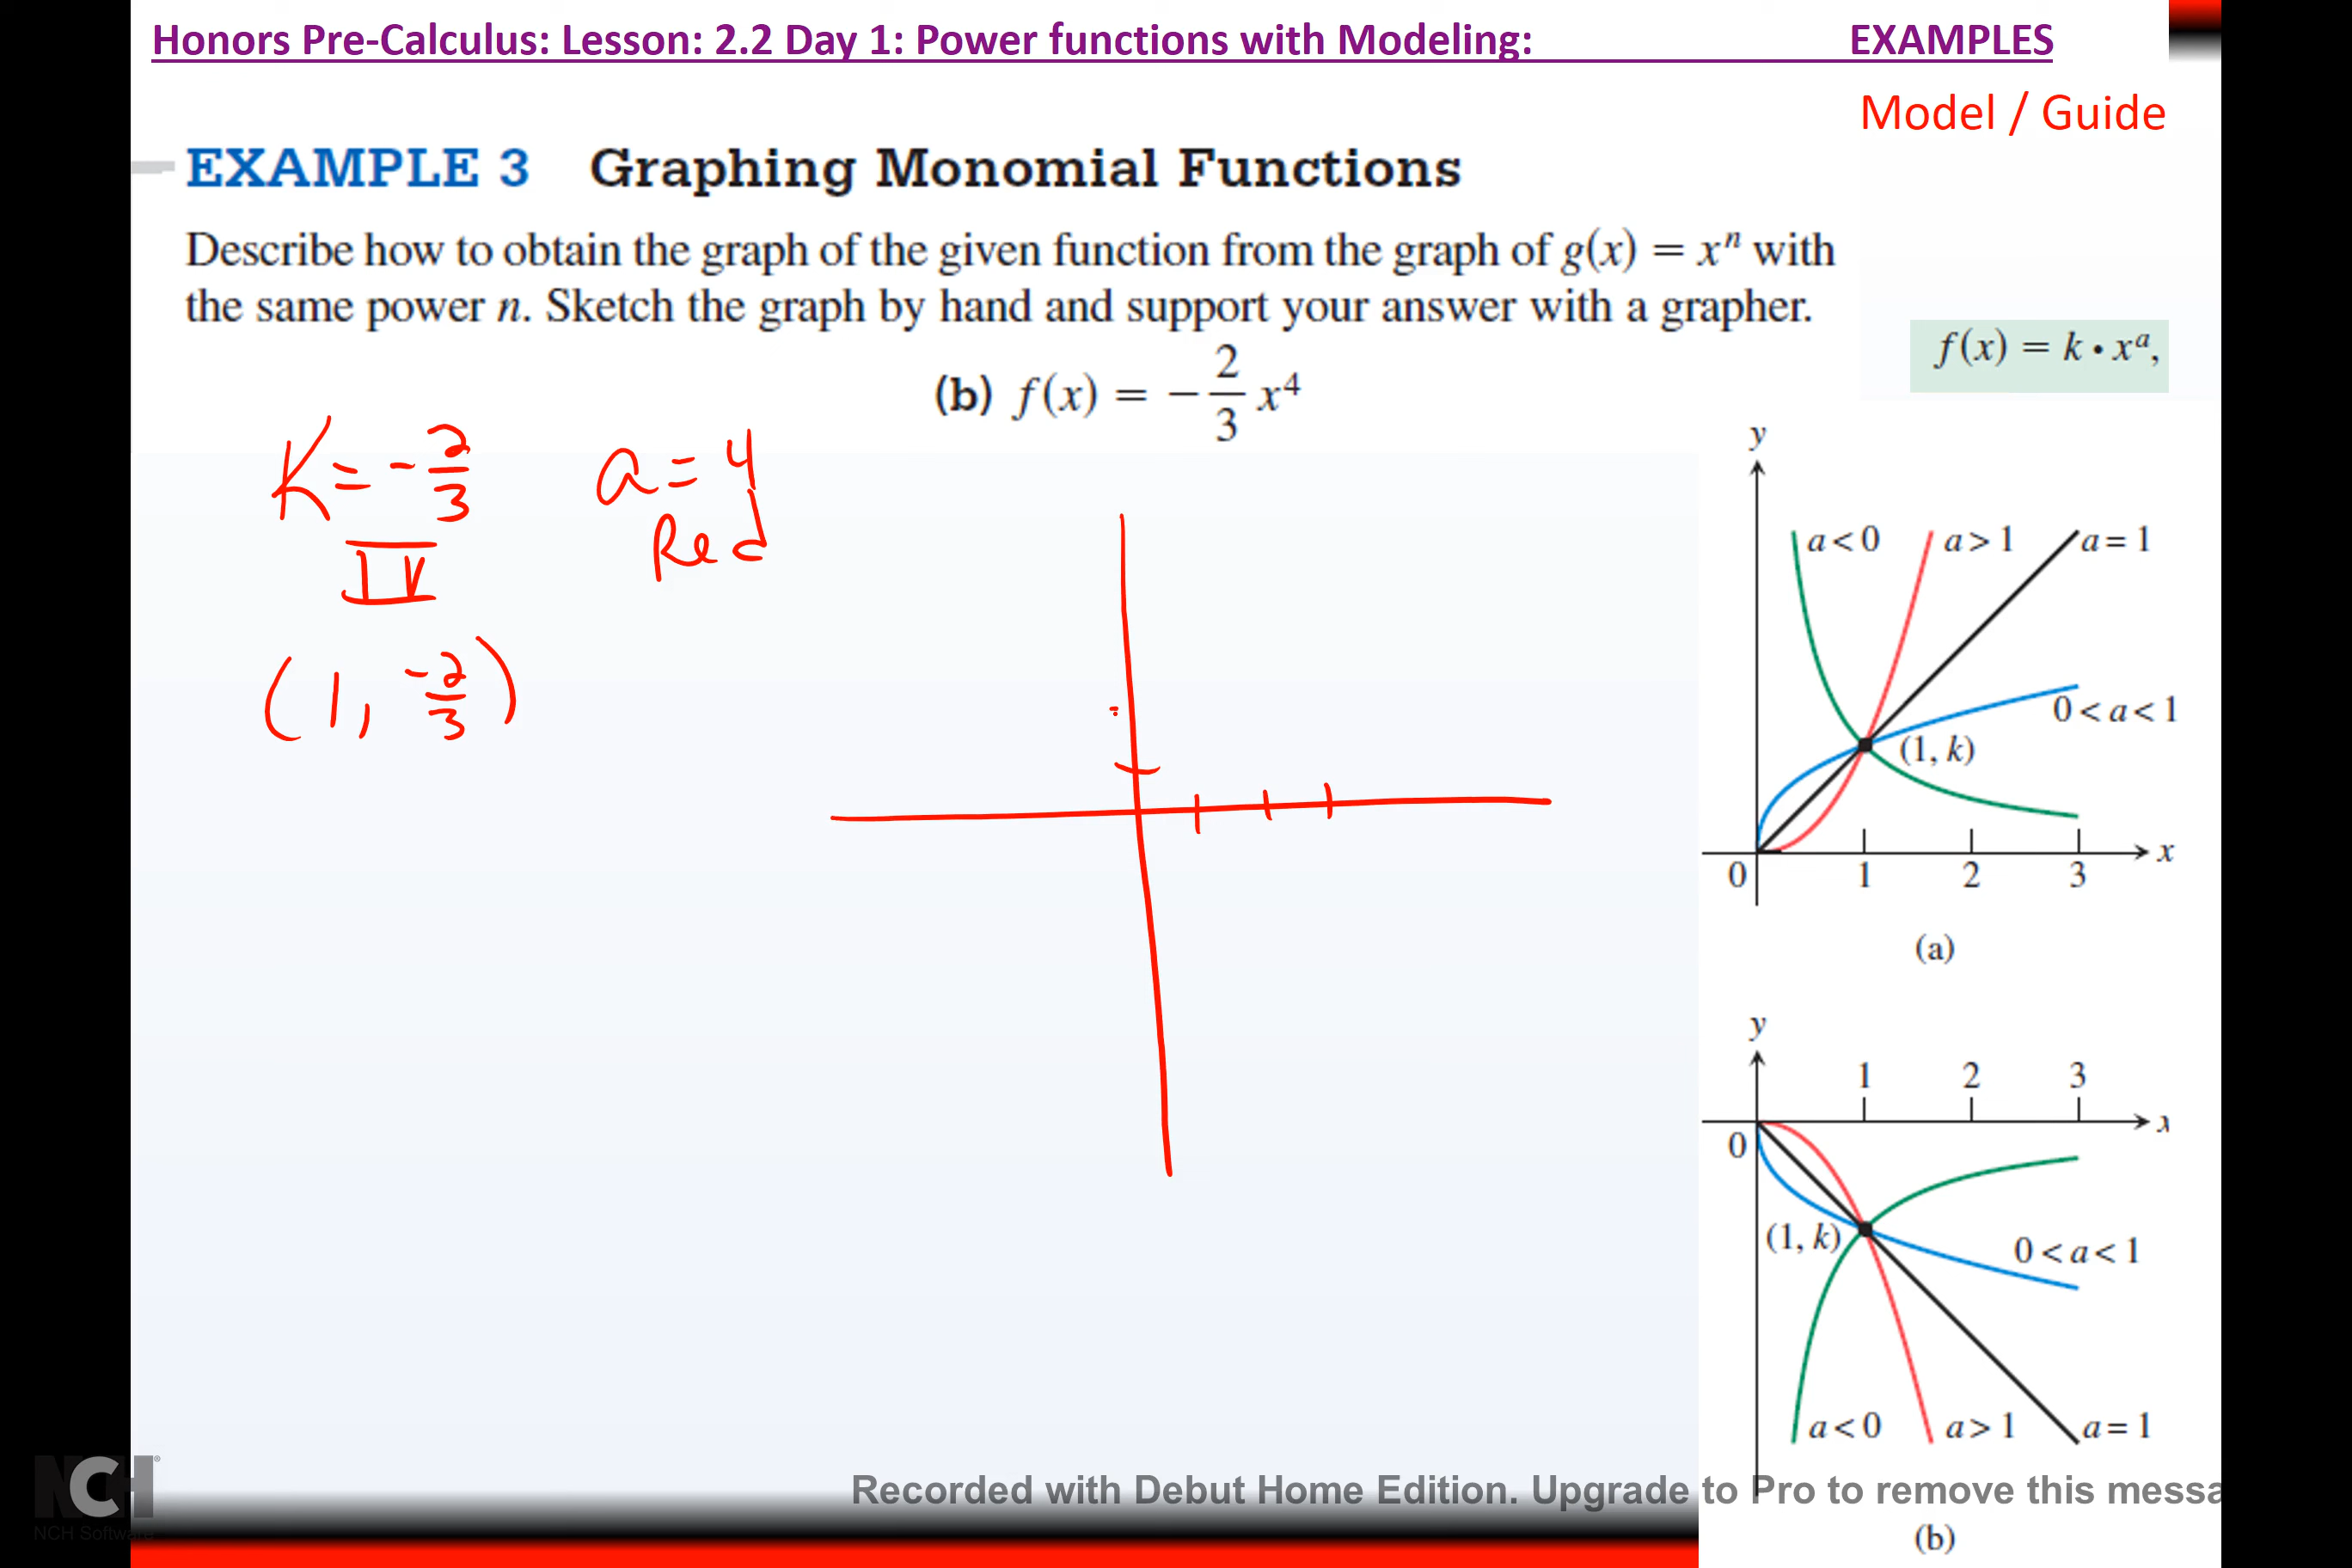 Honors Pre-Calculus: Lesson: 2.2 Day 1: Power functions with Modeling: EXAMPLES
Model / Guide
EXAMPLE 3 Graphing Monomial Functions
Describe how to obtain the graph of the given function from the graph of g(x) = xⁿ with
the same power n. Sketch the graph by hand and support your answer with a grapher.
f(x) = k • xᵃ,
(b) f(x) = -2/3 x⁴
K = -2/3 a = 4
IV Red
(1, -2/3)
y
a < 0 a > 1 a = 1
0 < a < 1
(1, k)
0 1 2 3 x
(a)
y
1 2 3
0 x
(1, k) 0 < a < 1
a < 0 a > 1 a = 1
NCH®
NCH Software
Recorded with Debut Home Edition. Upgrade to Pro to remove this messa
(b)